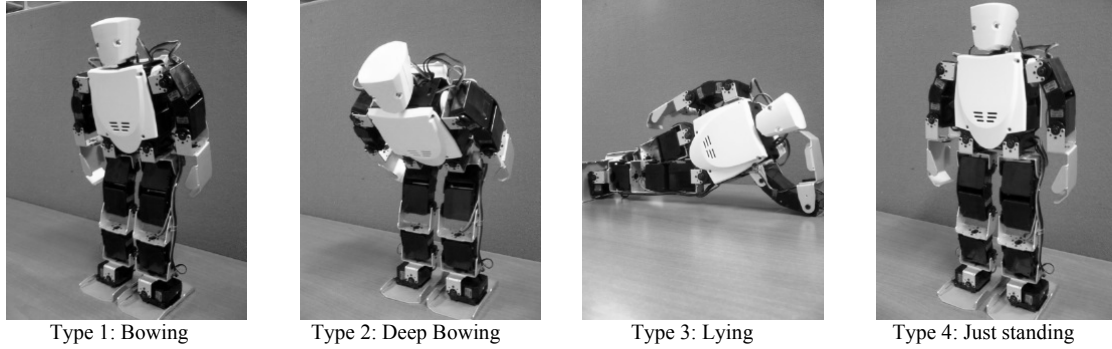 Type 1: Bowing
Type 2: Deep Bowing
Type 3: Lying
Type 4: Just standing